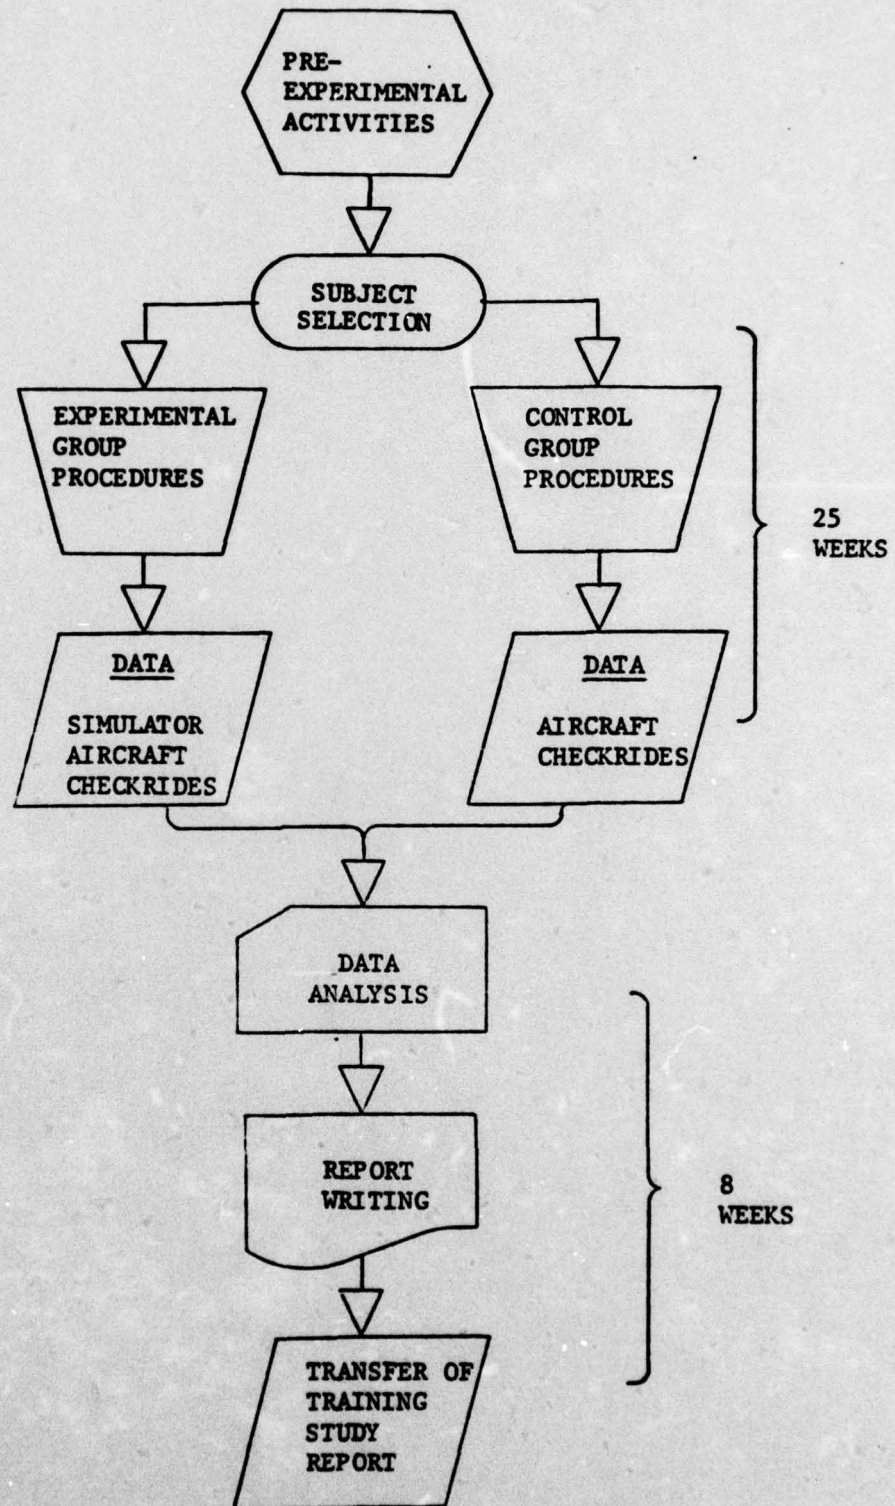 PRE-
EXPERIMENTAL
ACTIVITIES
SUBJECT
SELECTION
EXPERIMENTAL
GROUP
PROCEDURES
CONTROL
GROUP
PROCEDURES
25
WEEKS
DATA
SIMULATOR
AIRCRAFT
CHECKRIDES
DATA
AIRCRAFT
CHECKRIDES
DATA
ANALYSIS
REPORT
WRITING
8
WEEKS
TRANSFER OF
TRAINING
STUDY
REPORT